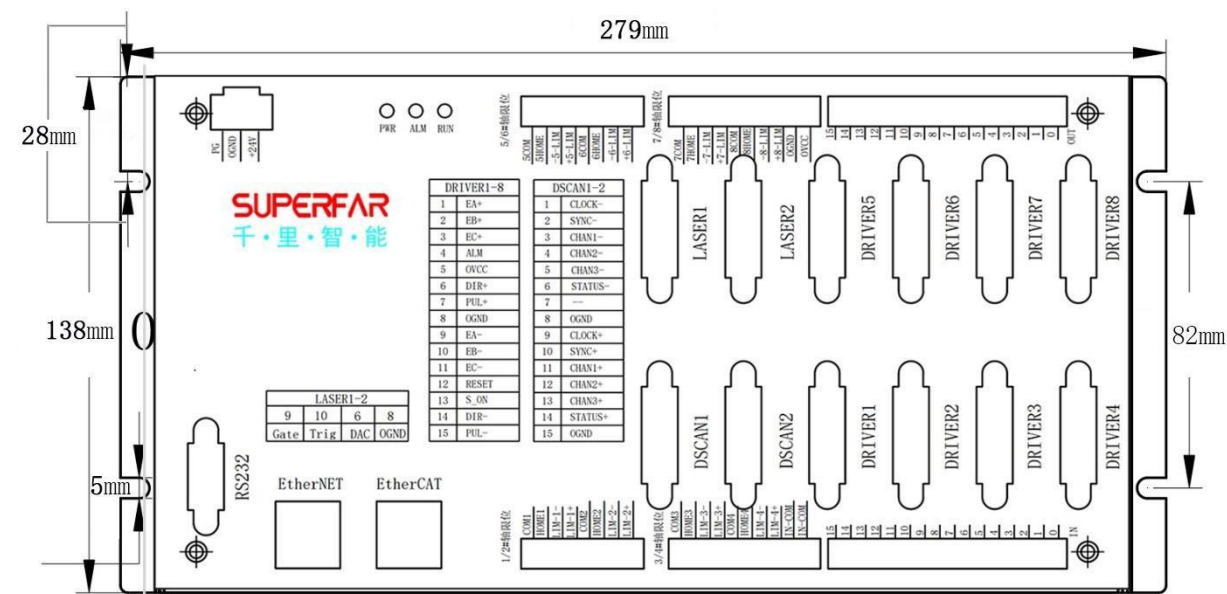 279mm
28mm
138mm
5mm
82mm
PG
OGND
+24V
PWR ALM RUN
5/6#轴限位
5COM
5HOME
-5-LIM
+5-LIM
6COM
6HOME
-6-LIM
+6-LIM
7/8#轴限位
7COM
7HOME
-7-LIM
+7-LIM
8COM
8HOME
-8-LIM
+8-LIM
OGND
OVCC
15 14 13 12 11 10 9 8 7 6 5 4 3 2 1 0 OUT
SUPERFAR
千·里·智·能
DRIVER1-8
1 EA+
2 EB+
3 EC+
4 ALM
5 OVCC
6 DIR+
7 PUL+
8 OGND
9 EA-
10 EB-
11 EC-
12 RESET
13 S_ON
14 DIR-
15 PUL-
DSCAN1-2
1 CLOCK-
2 SYNC-
3 CHAN1-
4 CHAN2-
5 CHAN3-
6 STATUS-
7 --
8 OGND
9 CLOCK+
10 SYNC+
11 CHAN1+
12 CHAN2+
13 CHAN3+
14 STATUS+
15 OGND
LASER1
LASER2
DRIVER5
DRIVER6
DRIVER7
DRIVER8
LASER1-2
9 10 6 8
Gate Trig DAC OGND
DSCAN1
DSCAN2
DRIVER1
DRIVER2
DRIVER3
DRIVER4
RS232
EtherNET
EtherCAT
1/2#轴限位
COM1
HOME1
LIM-1-
LIM-1+
COM2
HOME2
LIM-2-
LIM-2+
3/4#轴限位
COM3
HOME3
LIM-3-
LIM-3+
COM4
HOME4
LIM-4-
LIM-4+
IN-COM
IN-COM
15 14 13 12 11 10 9 8 7 6 5 4 3 2 1 0 IN